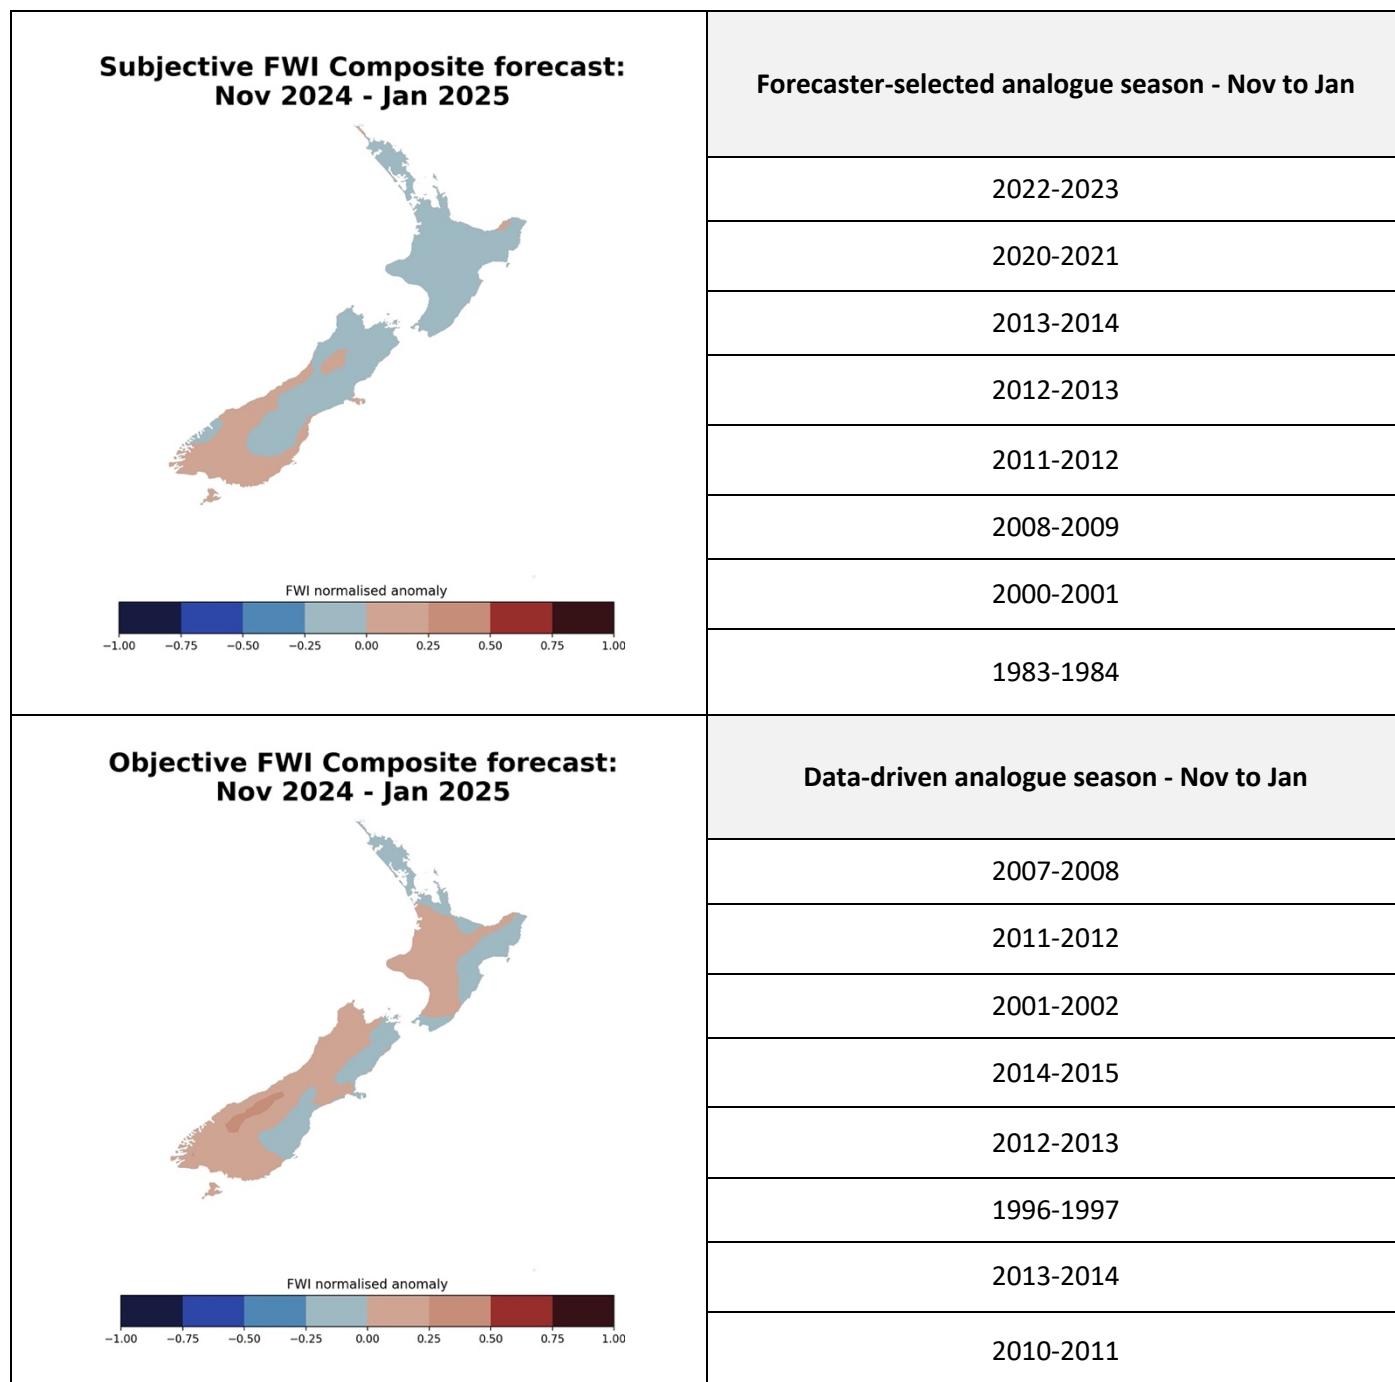 Subjective FWI Composite forecast:
Nov 2024 - Jan 2025
FWI normalised anomaly
−1.00 −0.75 −0.50 −0.25 0.00 0.25 0.50 0.75 1.00
Forecaster-selected analogue season - Nov to Jan
2022-2023
2020-2021
2013-2014
2012-2013
2011-2012
2008-2009
2000-2001
1983-1984
Objective FWI Composite forecast:
Nov 2024 - Jan 2025
FWI normalised anomaly
−1.00 −0.75 −0.50 −0.25 0.00 0.25 0.50 0.75 1.00
Data-driven analogue season - Nov to Jan
2007-2008
2011-2012
2001-2002
2014-2015
2012-2013
1996-1997
2013-2014
2010-2011